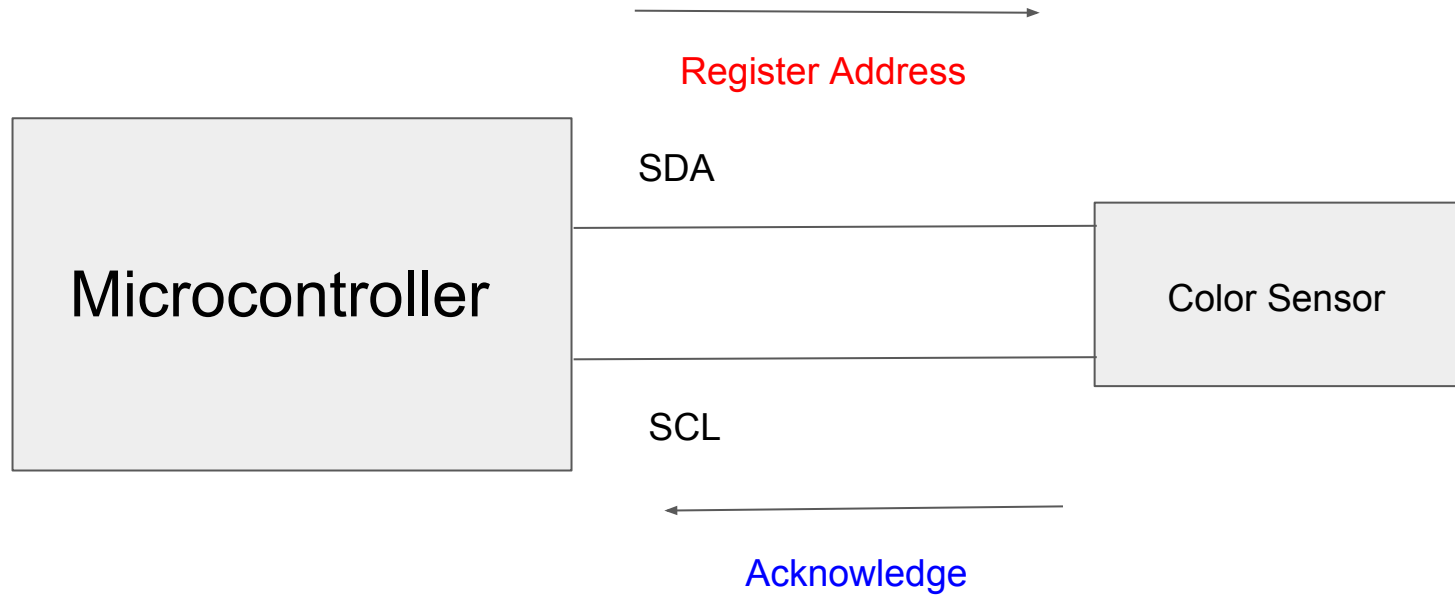 Register Address
SDA
Microcontroller
Color Sensor
SCL
Acknowledge